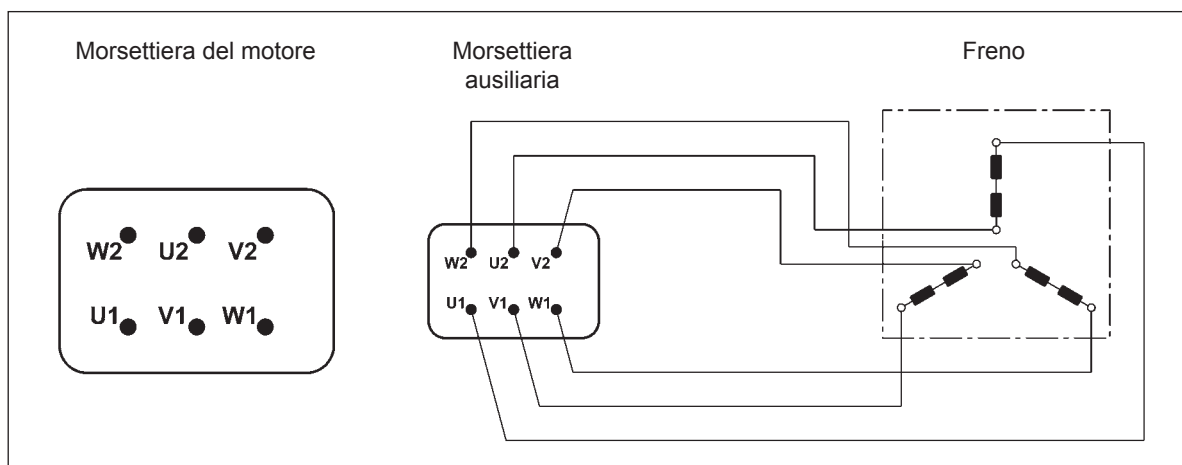 Morsettiera del motore
Morsettiera
ausiliaria
Freno
W2 U2 V2
U1 V1 W1
W2 U2 V2
U1 V1 W1